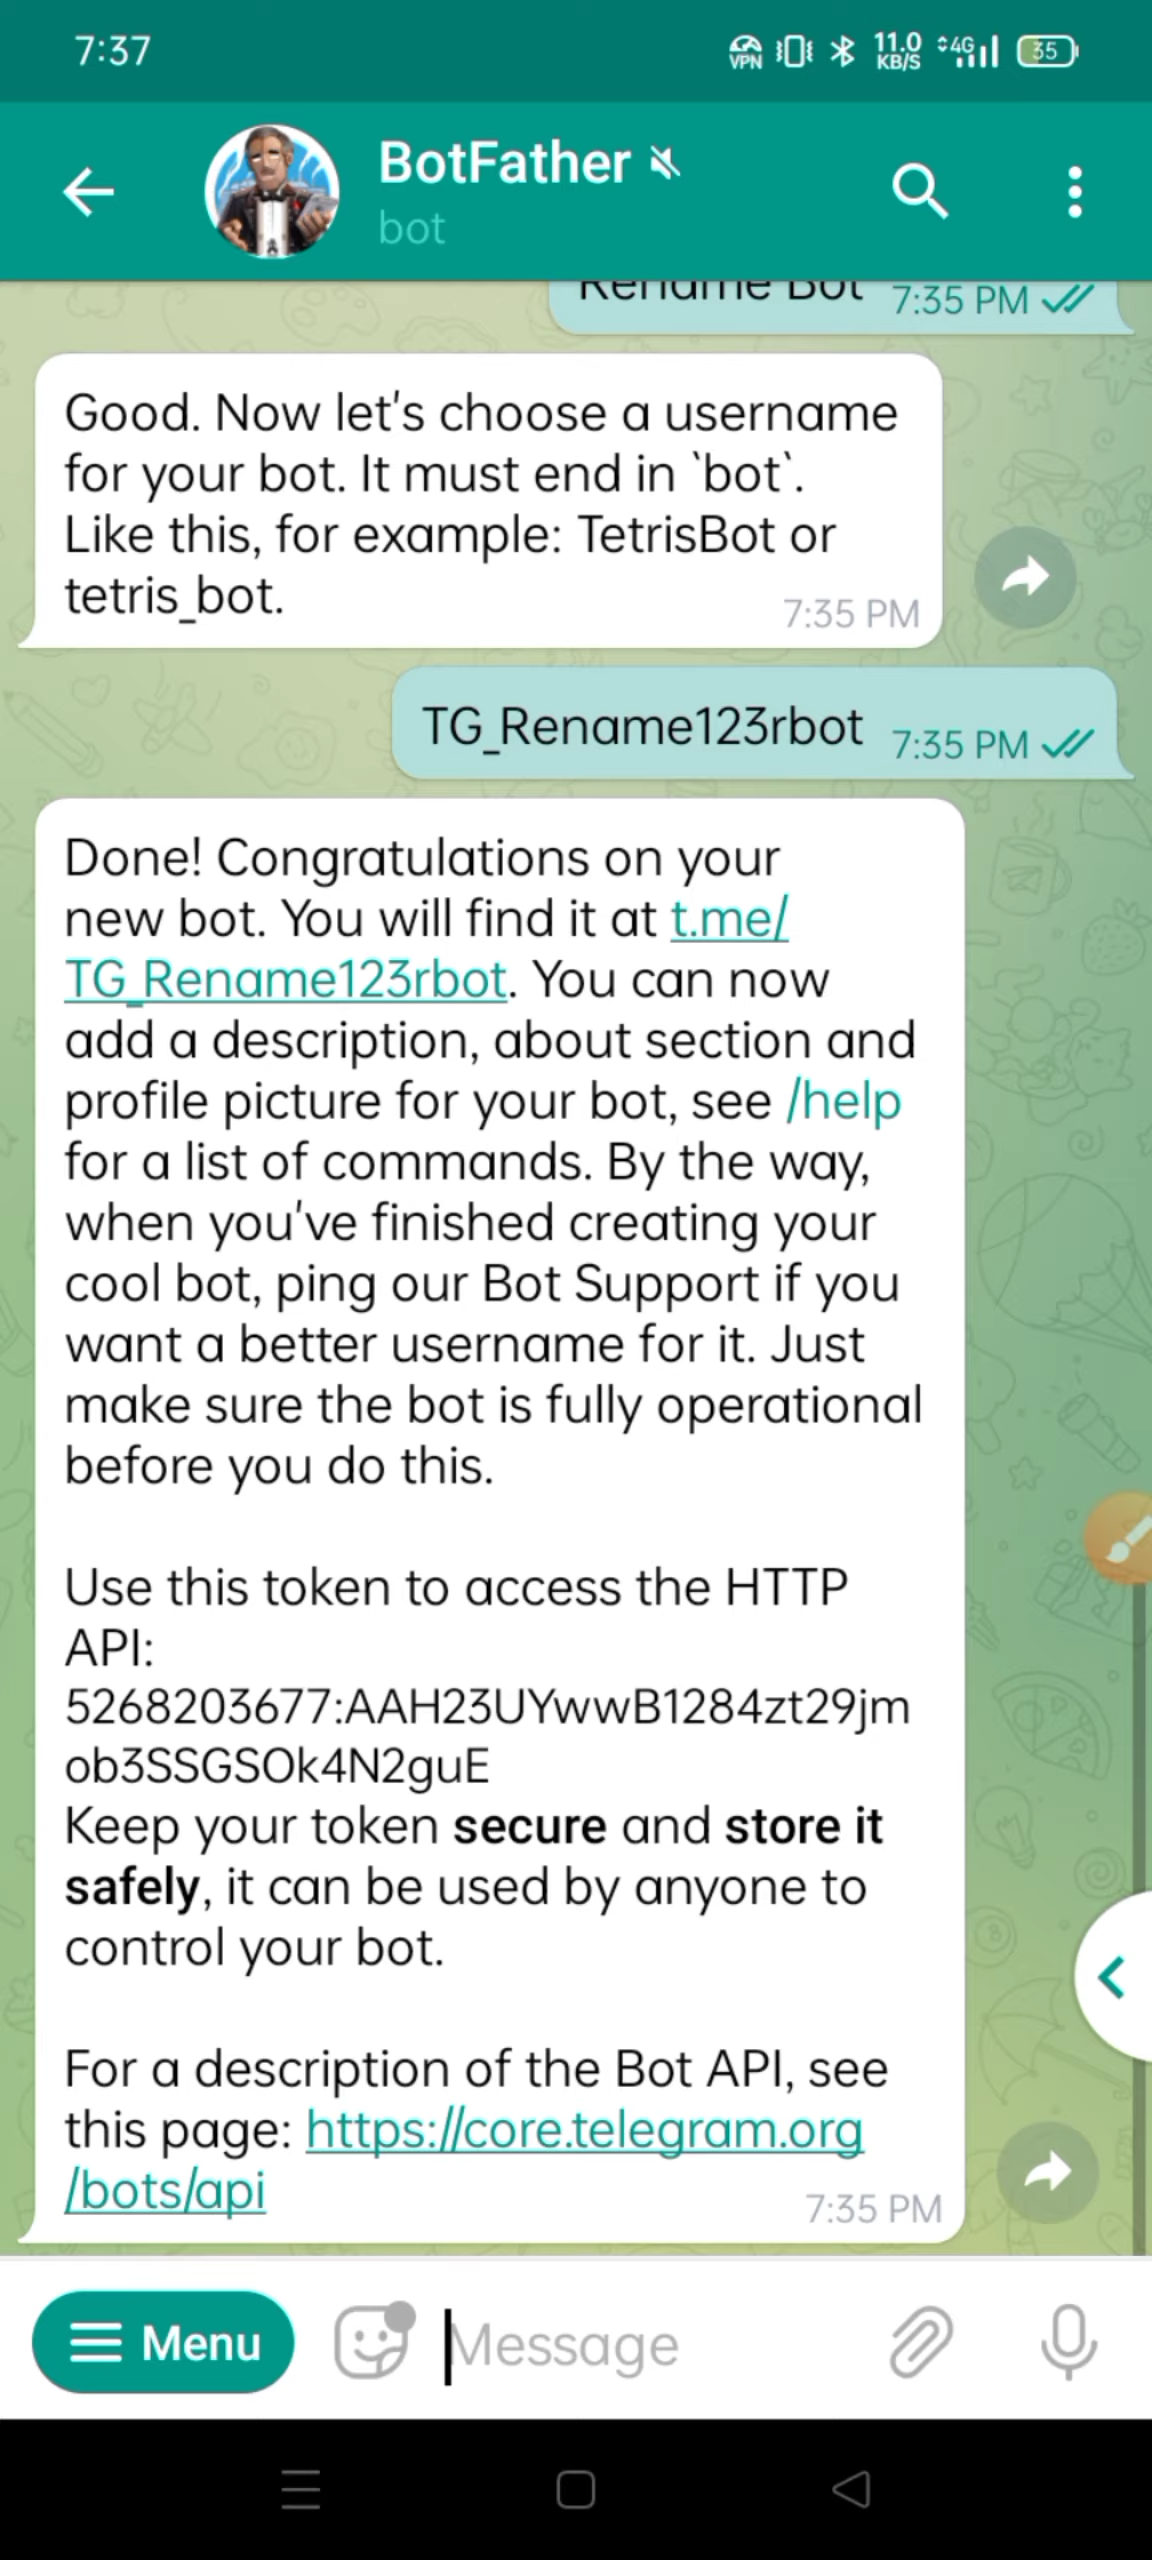 7:37
VPN
11.0
KB/S
4G
35
BotFather
bot
Rename Bot 7:35 PM
Good. Now let's choose a username
for your bot. It must end in `bot`.
Like this, for example: TetrisBot or
tetris_bot.
7:35 PM
TG_Rename123rbot 7:35 PM
Done! Congratulations on your
new bot. You will find it at t.me/
TG_Rename123rbot. You can now
add a description, about section and
profile picture for your bot, see /help
for a list of commands. By the way,
when you've finished creating your
cool bot, ping our Bot Support if you
want a better username for it. Just
make sure the bot is fully operational
before you do this.
Use this token to access the HTTP
API:
5268203677:AAH23UYwwB1284zt29jm
ob3SSGSOk4N2guE
Keep your token secure and store it
safely, it can be used by anyone to
control your bot.
For a description of the Bot API, see
this page: https://core.telegram.org
/bots/api
7:35 PM
Menu
Message